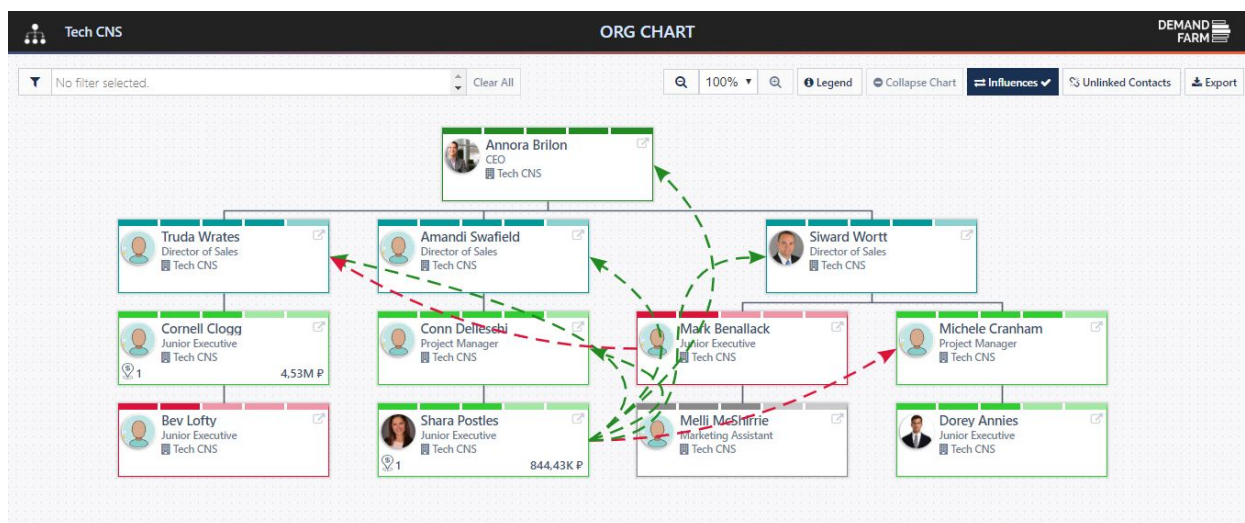 Tech CNS
ORG CHART
DEMAND
FARM
No filter selected.
Clear All
100%
Legend
Collapse Chart
Influences
Unlinked Contacts
Export
Annora Brilon
CEO
Tech CNS
Truda Wrates
Director of Sales
Tech CNS
Amandi Swafield
Director of Sales
Tech CNS
Siward Wortt
Director of Sales
Tech CNS
Cornell Clogg
Junior Executive
Tech CNS
1
4,53M ₽
Conn Delleschi
Project Manager
Tech CNS
Mark Benallack
Junior Executive
Tech CNS
Michele Cranham
Project Manager
Tech CNS
Bev Lofty
Junior Executive
Tech CNS
Shara Postles
Junior Executive
Tech CNS
1
844,43K ₽
Melli McShirrie
Marketing Assistant
Tech CNS
Dorey Annies
Junior Executive
Tech CNS